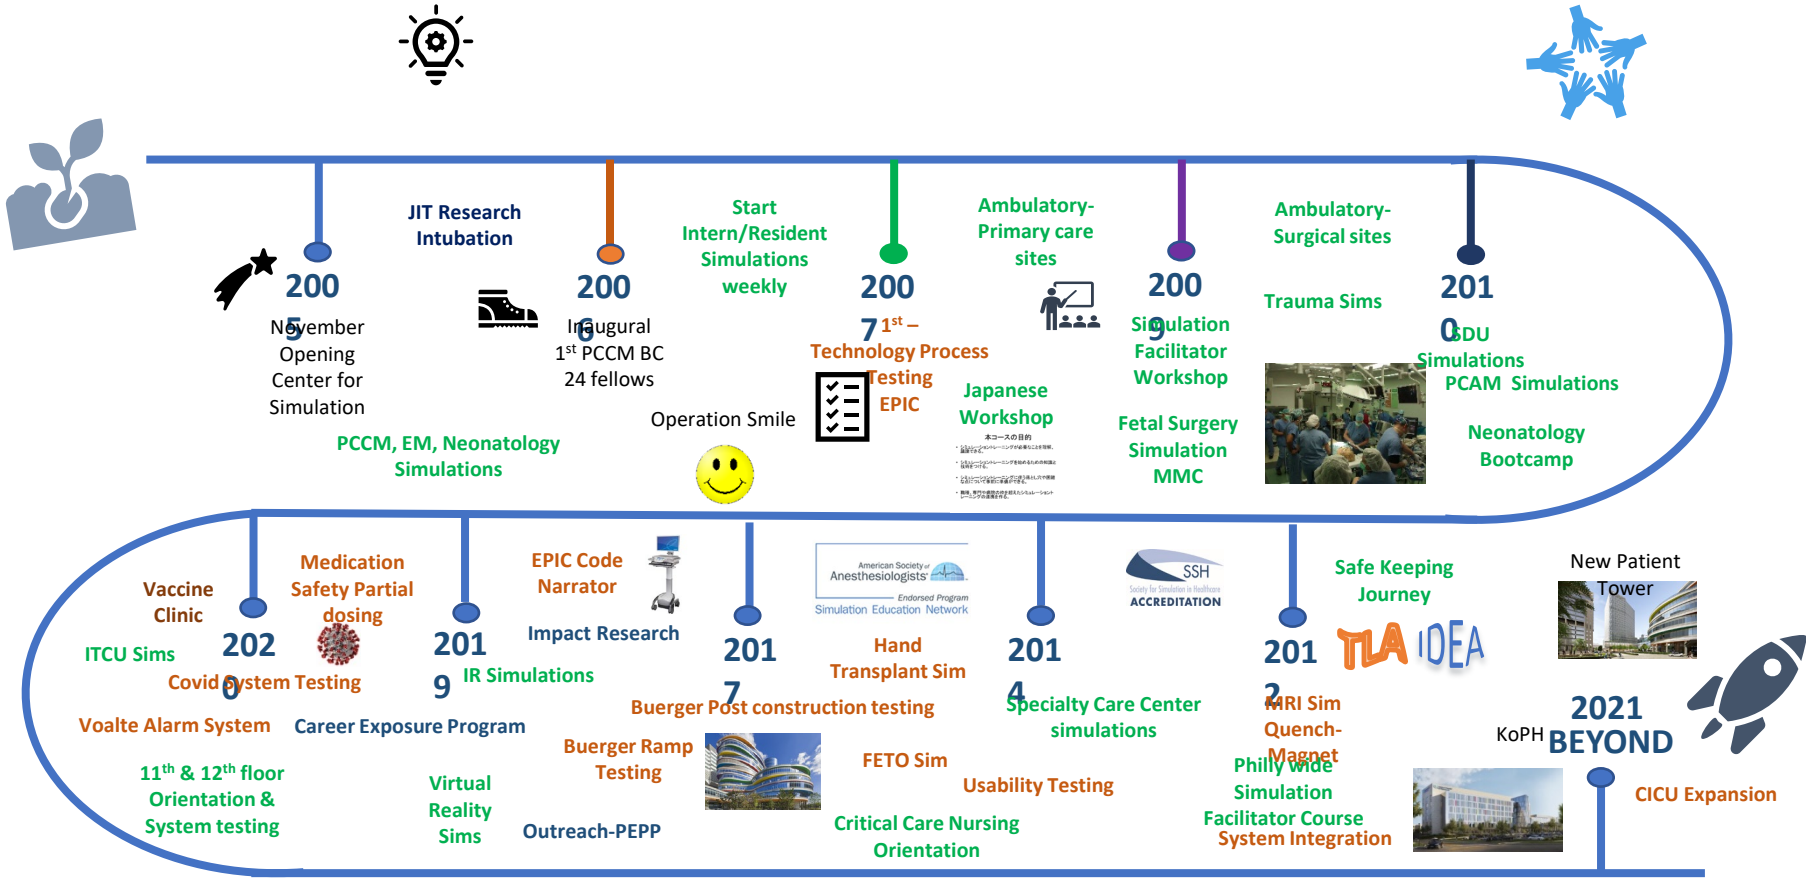 JIT Research
Intubation
Start
Intern/Resident
Simulations
weekly
Ambulatory-
Primary care
sites
Ambulatory-
Surgical sites
Trauma Sims
200
5
November
Opening
Center for
Simulation
200
6
Inaugural
1st PCCM BC
24 fellows
200
7
1st –
Technology Process
Testing
EPIC
200
9
Simulation
Facilitator
Workshop
201
0
SDU
Simulations
PCAM Simulations
PCCM, EM, Neonatology
Simulations
Operation Smile
Japanese
Workshop
本コースの目的
Fetal Surgery
Simulation
MMC
Neonatology
Bootcamp
Vaccine
Clinic
Medication
Safety Partial
dosing
EPIC Code
Narrator
American Society of
Anesthesiologists
Endorsed Program
Simulation Education Network
SSH
Society for Simulation in Healthcare
ACCREDITATION
Safe Keeping
Journey
New Patient
Tower
202
0
201
9
201
7
201
4
201
2
ITCU Sims
Covid System Testing
Impact Research
IR Simulations
Hand
Transplant Sim
TLA IDEA
Voalte Alarm System
Career Exposure Program
Buerger Post construction testing
Specialty Care Center
simulations
MRI Sim
Quench-
Magnet
KoPH
2021
BEYOND
Buerger Ramp
Testing
FETO Sim
Usability Testing
Philly wide
Simulation
Facilitator Course
System Integration
CICU Expansion
11th & 12th floor
Orientation &
System testing
Virtual
Reality
Sims
Outreach-PEPP
Critical Care Nursing
Orientation